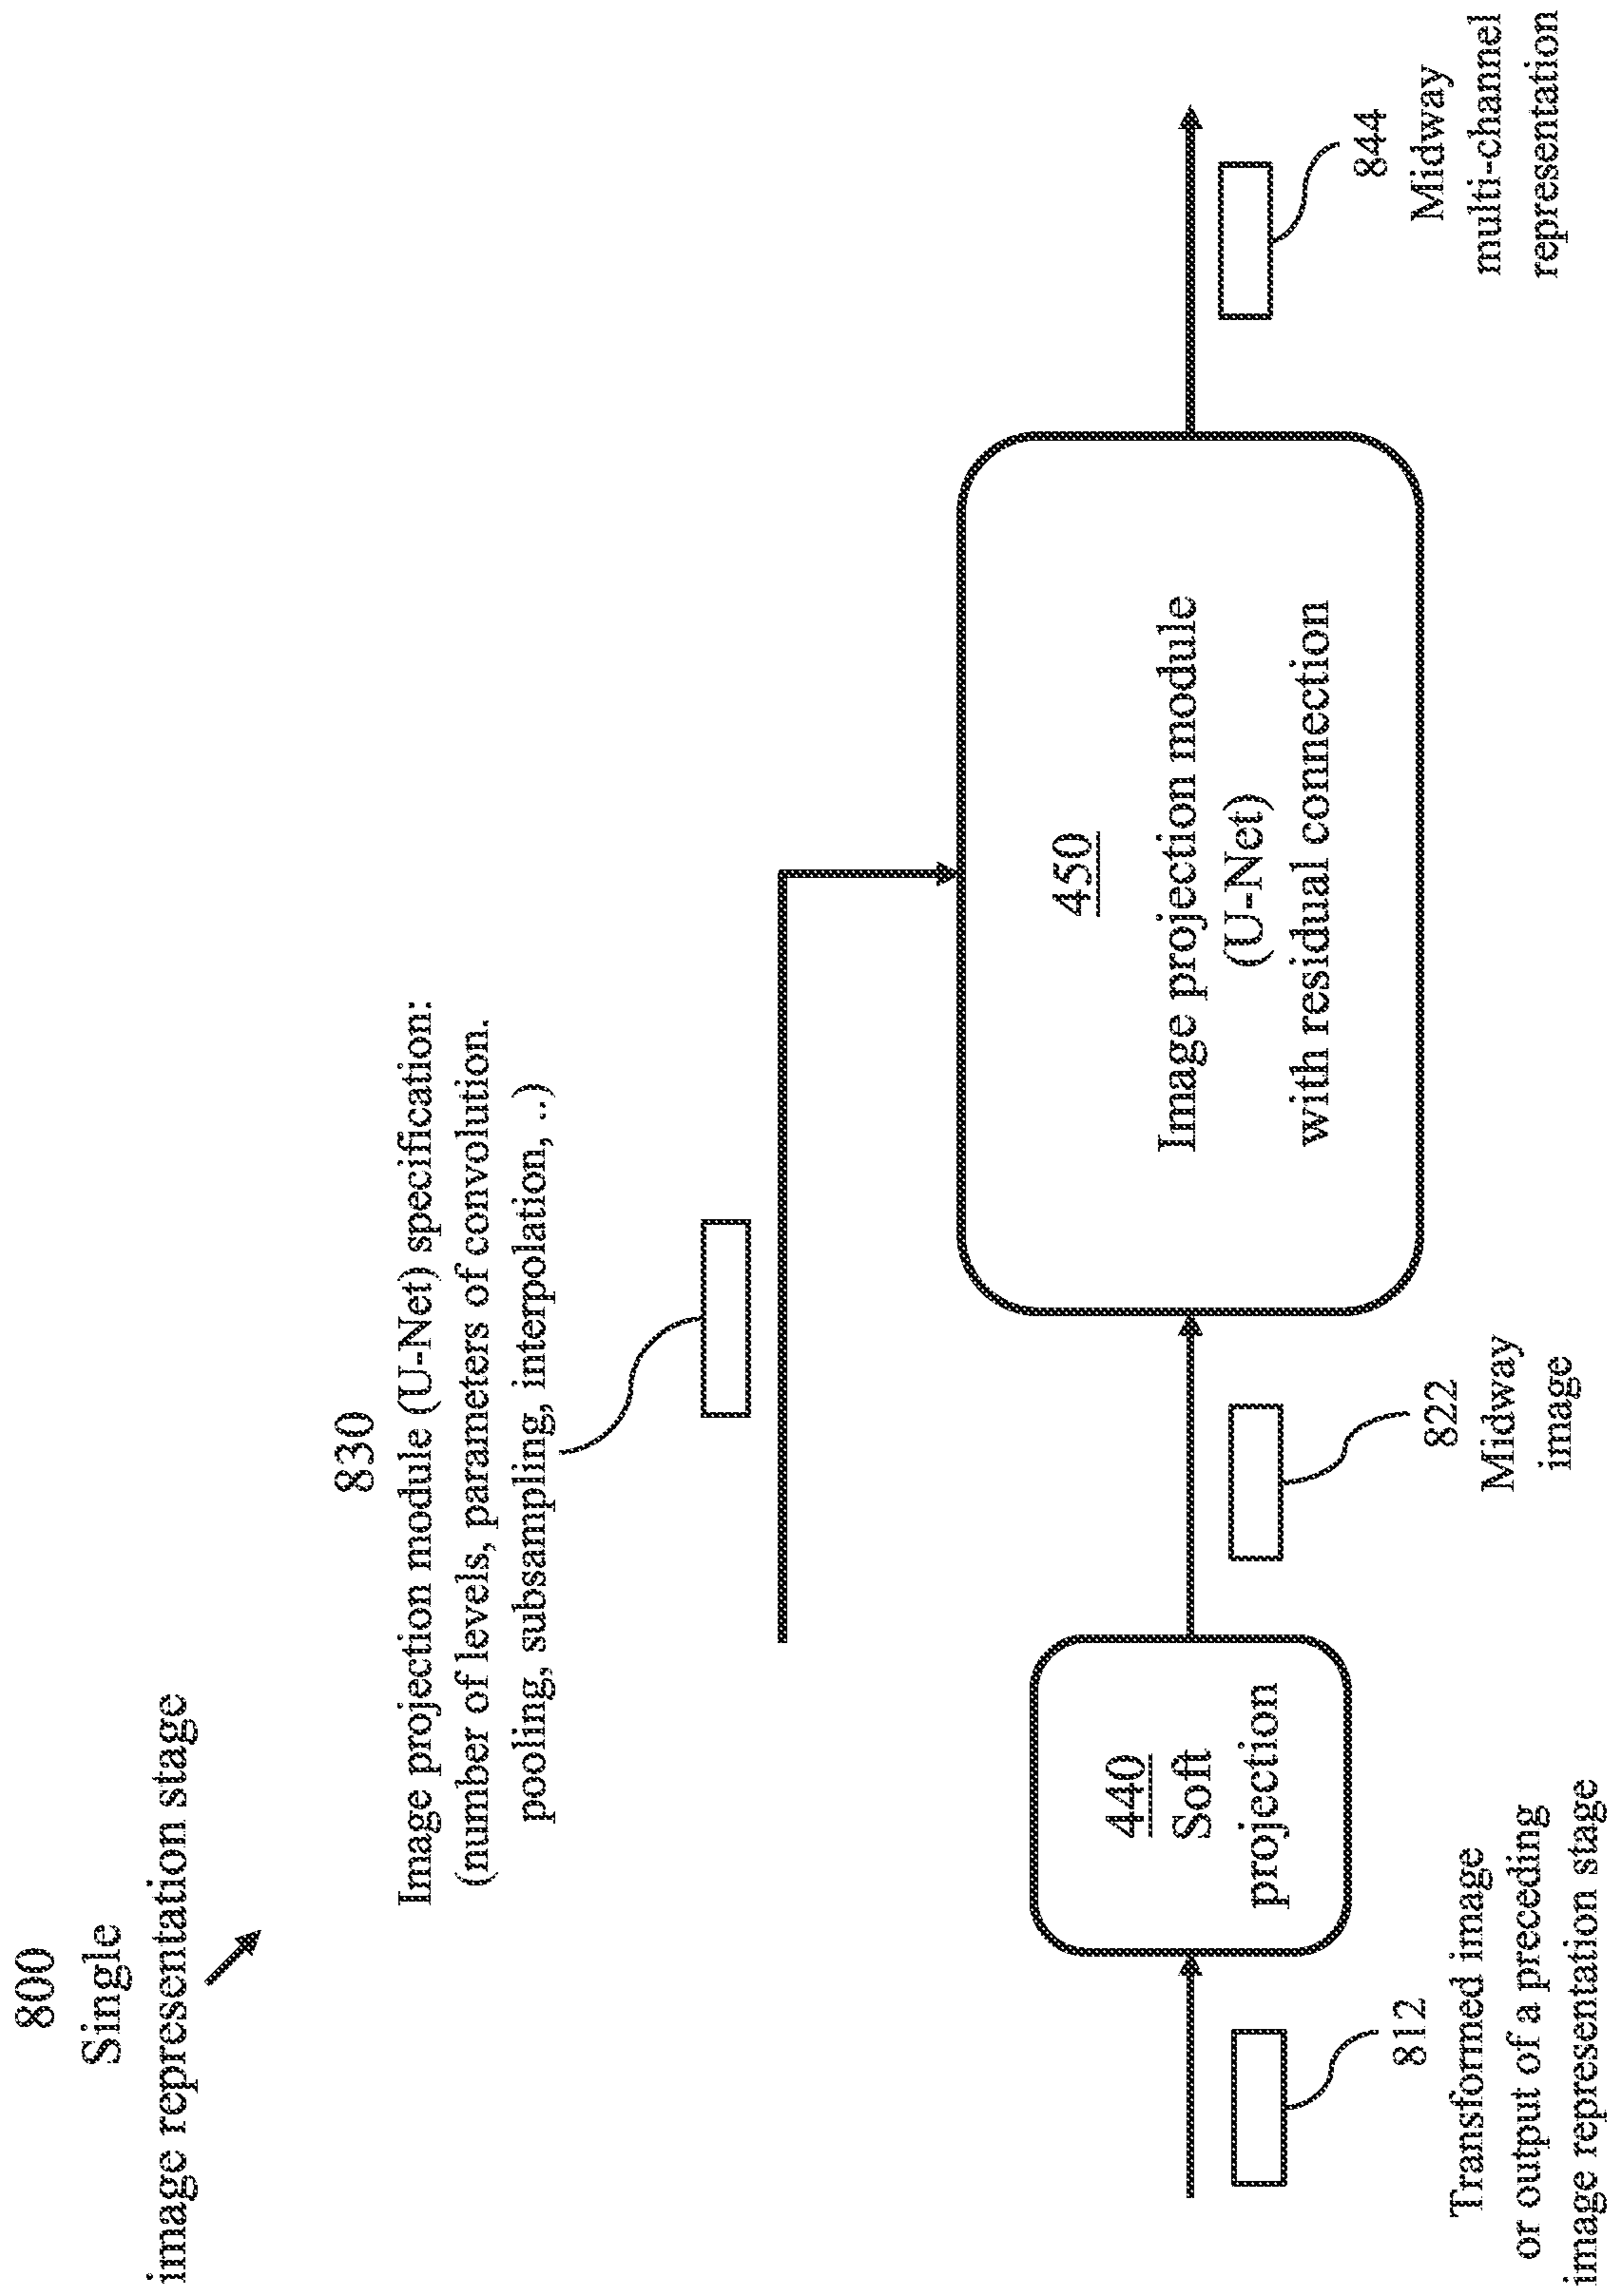 800
Single
image representation stage
830
Image projection module (U-Net) specification:
(number of levels, parameters of convolution.
pooling, subsampling, interpolation, ..)
440
Soft
projection
450
Image projection module
(U-Net)
with residual connection
812
Transformed image
or output of a preceding
image representation stage
822
Midway
image
844
Midway
multi-channel
representation